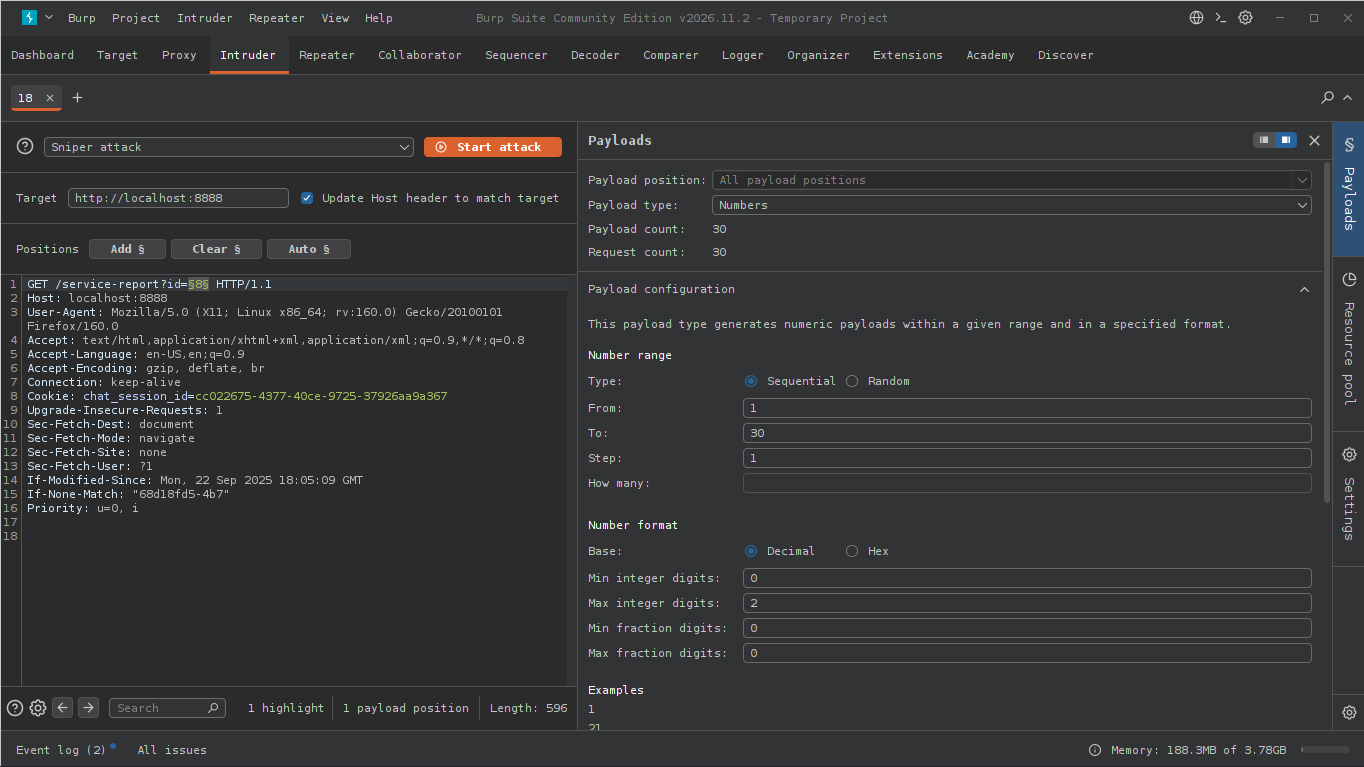 Burp Project Intruder Repeater View Help Burp Suite Community Edition v2026.11.2 - Temporary Project
Dashboard Target Proxy Intruder Repeater Collaborator Sequencer Decoder Comparer Logger Organizer Extensions Academy Discover
18 × +
Sniper attack Start attack
Target http://localhost:8888 Update Host header to match target
Positions Add § Clear § Auto §
1 GET /service-report?id=§8§ HTTP/1.1
2 Host: localhost:8888
3 User-Agent: Mozilla/5.0 (X11; Linux x86_64; rv:160.0) Gecko/20100101
Firefox/160.0
4 Accept: text/html,application/xhtml+xml,application/xml;q=0.9,*/*;q=0.8
5 Accept-Language: en-US,en;q=0.9
6 Accept-Encoding: gzip, deflate, br
7 Connection: keep-alive
8 Cookie: chat_session_id=cc022675-4377-40ce-9725-37926aa9a367
9 Upgrade-Insecure-Requests: 1
10 Sec-Fetch-Dest: document
11 Sec-Fetch-Mode: navigate
12 Sec-Fetch-Site: none
13 Sec-Fetch-User: ?1
14 If-Modified-Since: Mon, 22 Sep 2025 18:05:09 GMT
15 If-None-Match: "68d18fd5-4b7"
16 Priority: u=0, i
17
18
Search 1 highlight 1 payload position Length: 596
Payloads
Payload position: All payload positions
Payload type: Numbers
Payload count: 30
Request count: 30
Payload configuration
This payload type generates numeric payloads within a given range and in a specified format.
Number range
Type: Sequential Random
From: 1
To: 30
Step: 1
How many:
Number format
Base: Decimal Hex
Min integer digits: 0
Max integer digits: 2
Min fraction digits: 0
Max fraction digits: 0
Examples
1
21
§ Payloads
Resource pool
Settings
Event log (2) All issues Memory: 188.3MB of 3.78GB